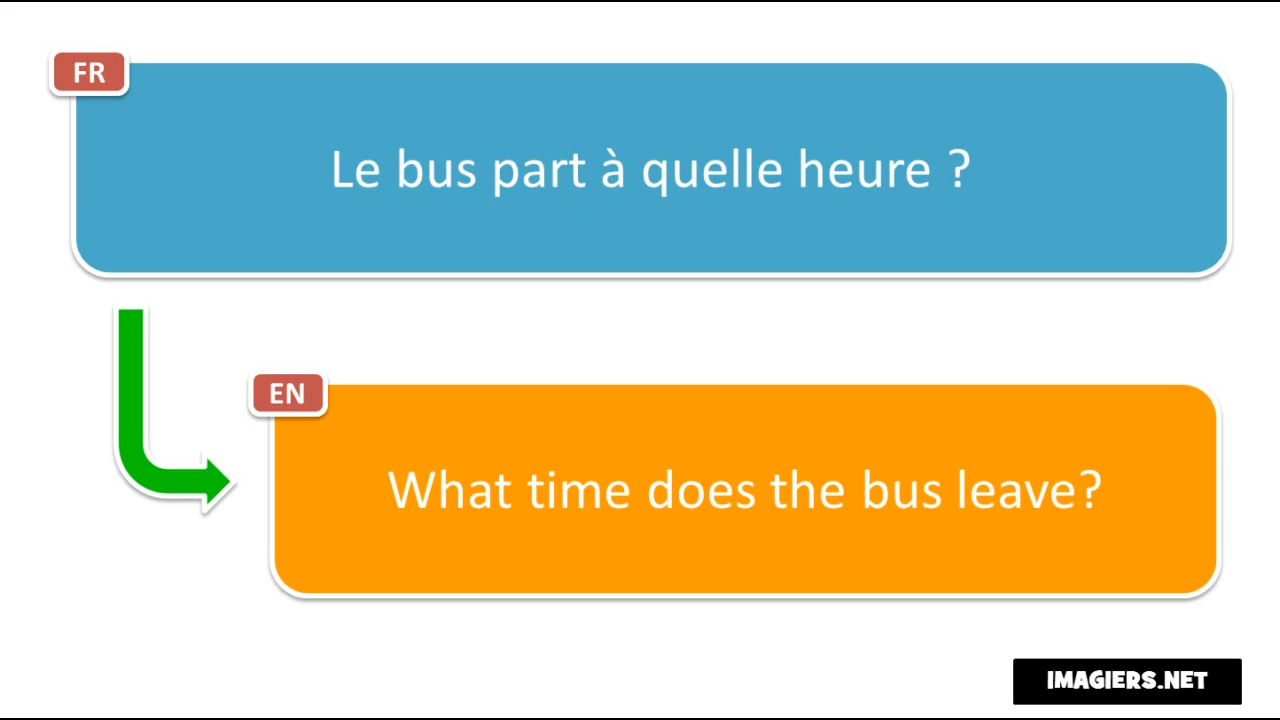 FR
Le bus part à quelle heure ?
EN
What time does the bus leave?
IMAGIERS.NET